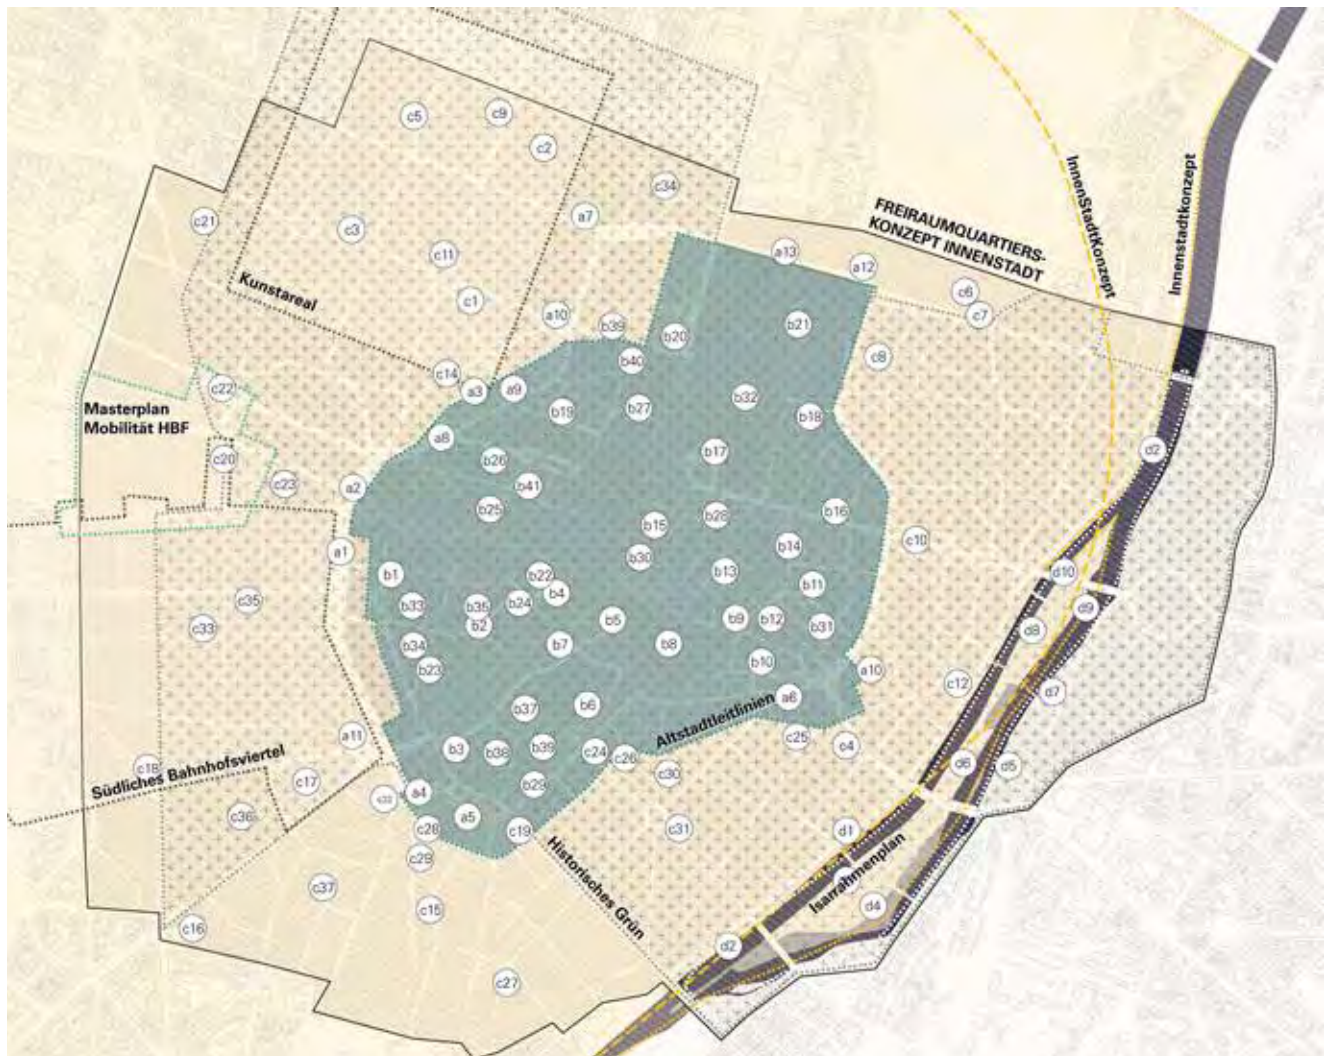 c9
c5
c2
c34
c21
a7
c3
FREIRAUMQUARTIERS-
KONZEPT INNENSTADT
InnenStadtKonzept
Innenstadtkonzept
c11
a13
a12
Kunstareal
c1
c6
c7
a10
b39
b21
b20
b40
c8
c14
c22
a3
a9
b32
Masterplan
Mobilität HBF
b19
b27
b18
a8
d2
b17
c20
b26
c23
a2
b41
b25
b28
b16
b15
c10
a1
b14
b30
b1
b22
b13
d10
b11
b4
c35
b33
b35
b24
d9
c33
b2
b5
b9
b12
b31
d8
b34
b7
b8
b23
b10
a10
c12
d7
a6
b37
b6
Altstadtleitlinien
a11
c25
c4
b3
b38
b39
c24
c26
c18
Südliches Bahnhofsviertel
c17
c30
d6
d5
b29
a4
c36
a5
c28
c19
c31
d1
Isarrahmenplan
Historisches Grün
c29
c37
d4
c15
c16
d2
c27